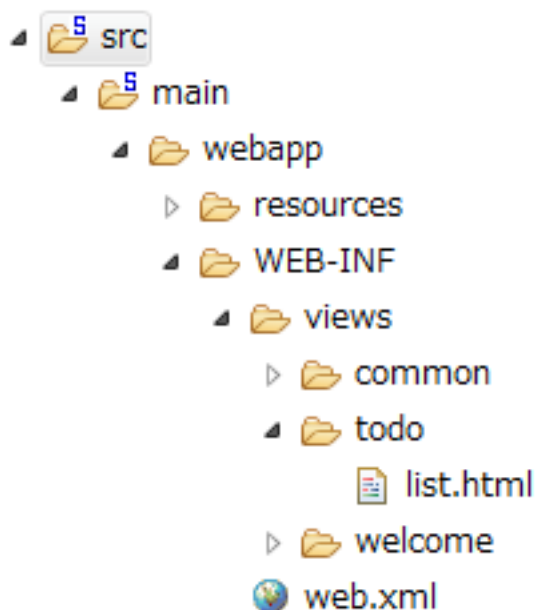 src
main
webapp
resources
WEB-INF
views
common
todo
list.html
welcome
web.xml